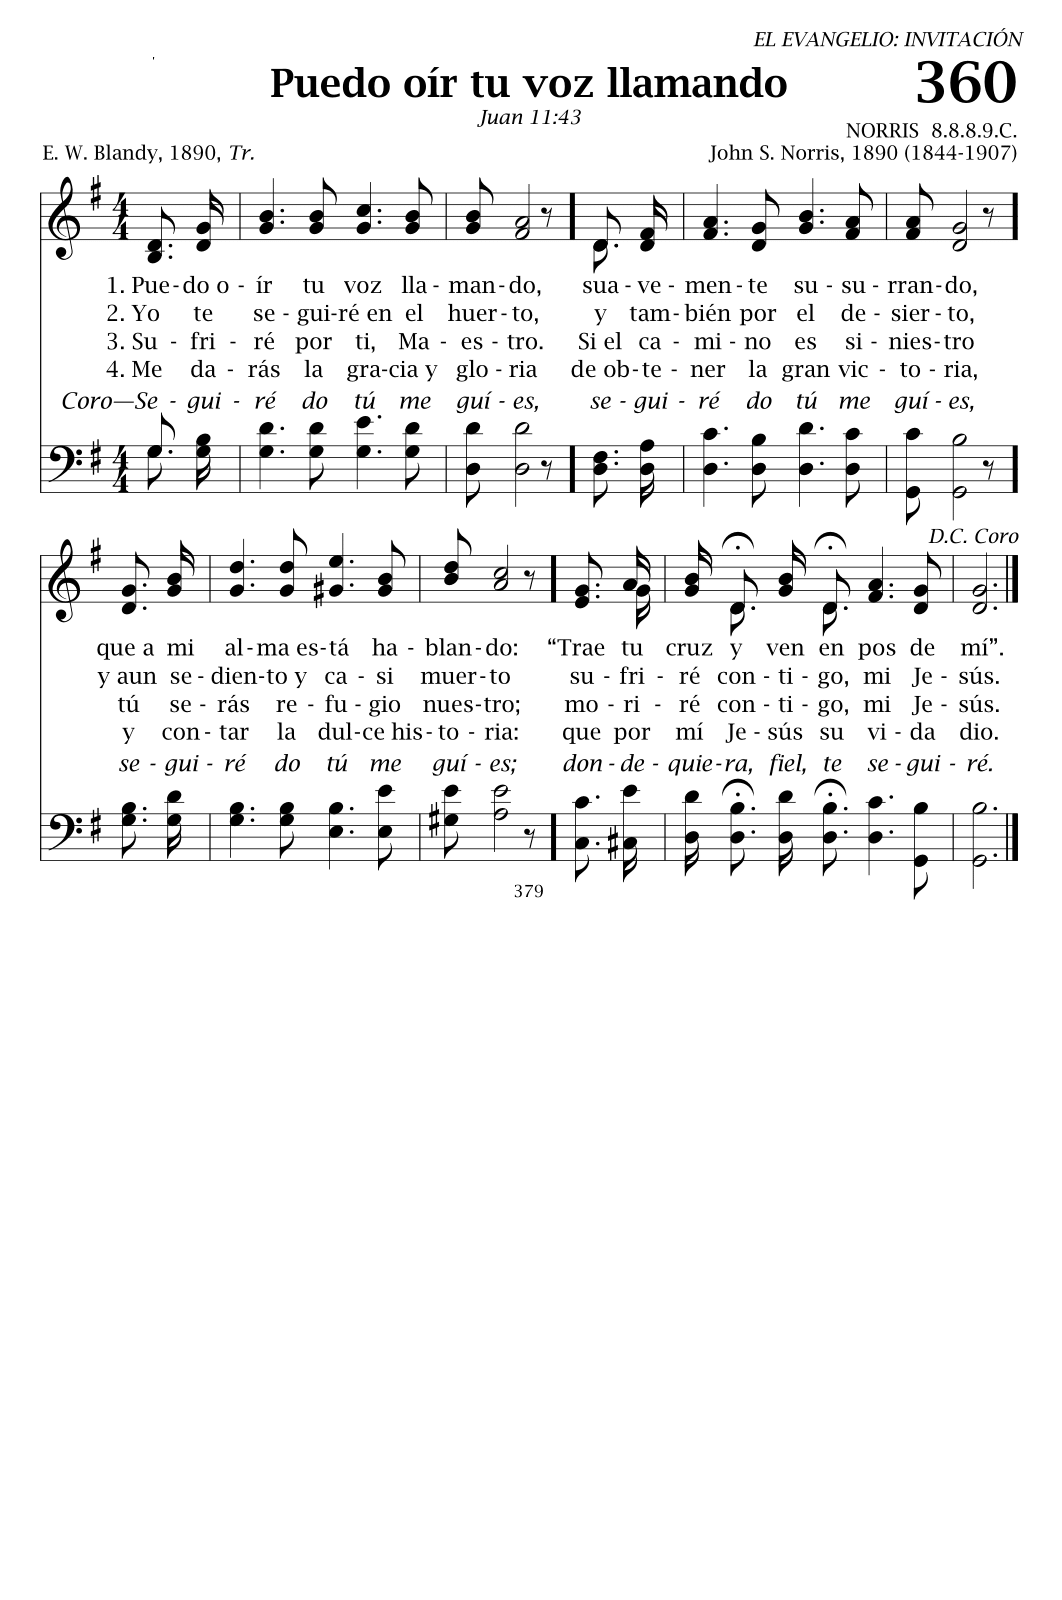 EL EVANGELIO: INVITACIÓN
Puedo oír tu voz llamando 360
Juan 11:43
NORRIS 8.8.8.9.C.
E. W. Blandy, 1890, Tr. John S. Norris, 1890 (1844-1907)
1. Pue-do o - ír tu voz lla - man-do, sua - ve - men - te su - su - rran-do,
2. Yo te se - gui-ré en el huer - to, y tam-bién por el de - sier - to,
3. Su - fri - ré por ti, Ma - es - tro. Si el ca - mi - no es si - nies-tro
4. Me da - rás la gra-cia y glo - ria de ob-te - ner la gran vic - to - ria,
Coro—Se - gui - ré do tú me guí - es, se - gui - ré do tú me guí - es,
D.C. Coro
que a mi al-ma es-tá ha - blan-do: “Trae tu cruz y ven en pos de mí”.
y aun se - dien-to y ca - si muer-to su - fri - ré con - ti - go, mi Je - sús.
tú se - rás re - fu - gio nues-tro; mo - ri - ré con - ti - go, mi Je - sús.
y con - tar la dul-ce his-to - ria: que por mí Je - sús su vi - da dio.
se - gui - ré do tú me guí - es; don - de - quie-ra, fiel, te se - gui - ré.
379